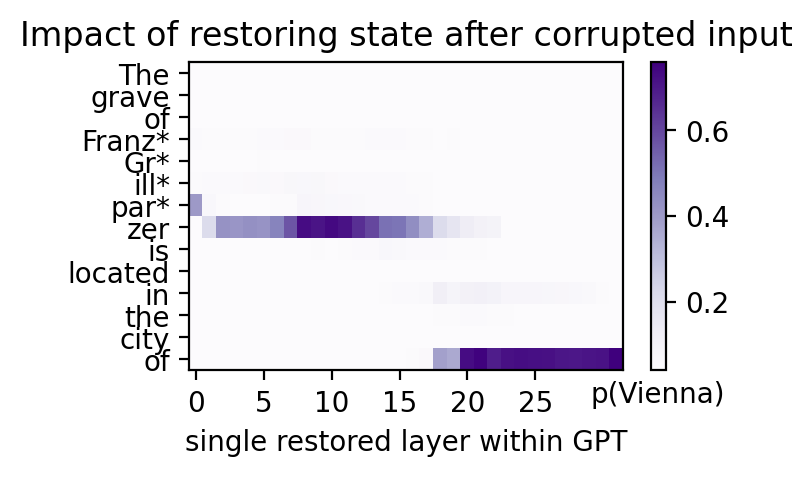 Impact of restoring state after corrupted input
The
grave
of
Franz*
Gr*
ill*
par*
zer
is
located
in
the
city
of
0.6
0.4
0.2
0 5 10 15 20 25
p(Vienna)
single restored layer within GPT